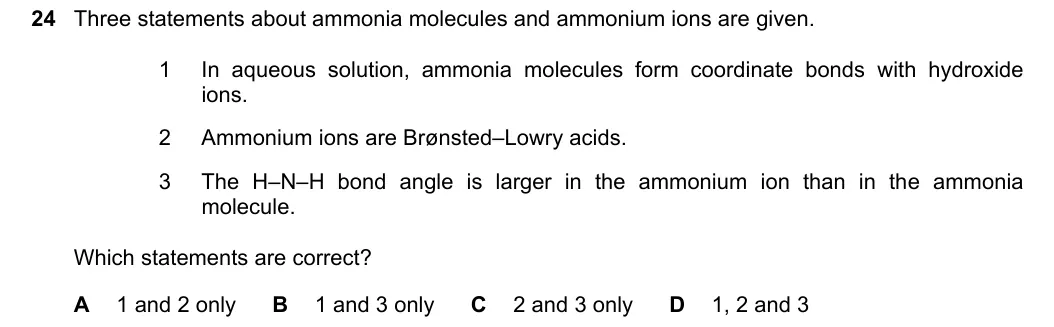 24 Three statements about ammonia molecules and ammonium ions are given.
1 In aqueous solution, ammonia molecules form coordinate bonds with hydroxide
ions.
2 Ammonium ions are Brønsted–Lowry acids.
3 The H–N–H bond angle is larger in the ammonium ion than in the ammonia
molecule.
Which statements are correct?
A 1 and 2 only B 1 and 3 only C 2 and 3 only D 1, 2 and 3